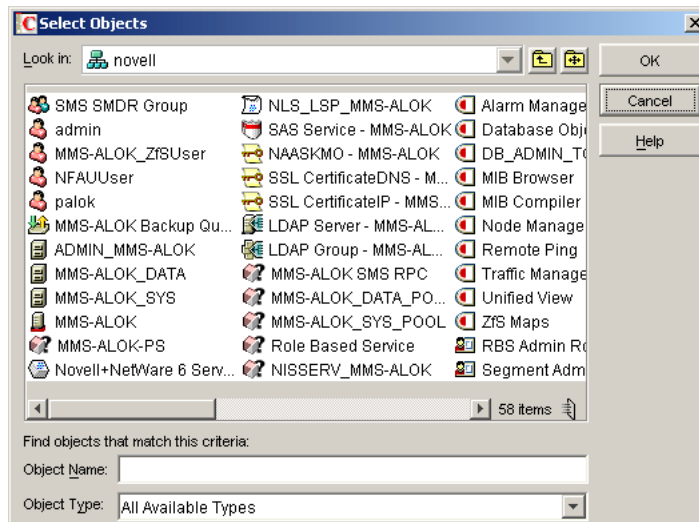 Select Objects
Look in: novell
OK
Cancel
Help
SMS SMDR Group
admin
MMS-ALOK_ZfSUser
NFAUUser
palok
MMS-ALOK Backup Qu...
ADMIN_MMS-ALOK
MMS-ALOK_DATA
MMS-ALOK_SYS
MMS-ALOK
MMS-ALOK-PS
Novell+NetWare 6 Serv...
NLS_LSP_MMS-ALOK
SAS Service - MMS-ALOK
NAASKMO - MMS-ALOK
SSL CertificateDNS - M...
SSL CertificateIP - MMS...
LDAP Server - MMS-AL...
LDAP Group - MMS-AL...
MMS-ALOK SMS RPC
MMS-ALOK_DATA_PO...
MMS-ALOK_SYS_POOL
Role Based Service
NISSERV_MMS-ALOK
Alarm Manage
Database Obj
DB_ADMIN_TO
MIB Browser
MIB Compiler
Node Manage
Remote Ping
Traffic Manage
Unified View
ZfS Maps
RBS Admin Ro
Segment Adm
58 items
Find objects that match this criteria:
Object Name:
Object Type: All Available Types